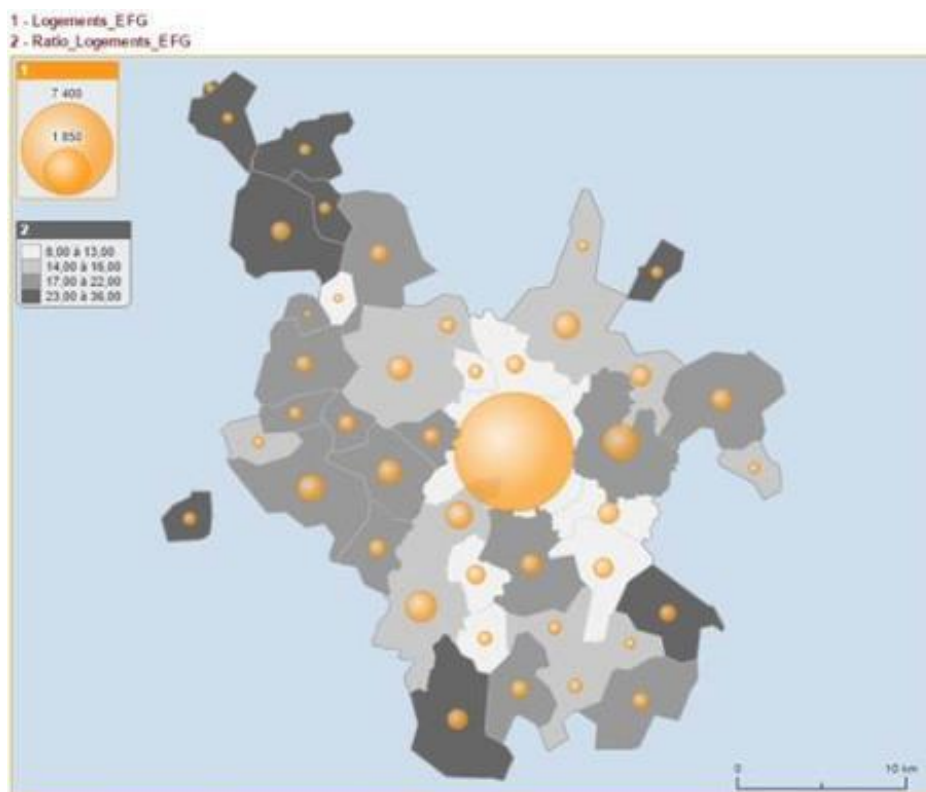 1 - Logements_EFG
2 - Ratio_Logements_EFG
1
7 400
1 850
2
8,00 à 13,00
14,00 à 16,00
17,00 à 22,00
23,00 à 36,00
0 10 km